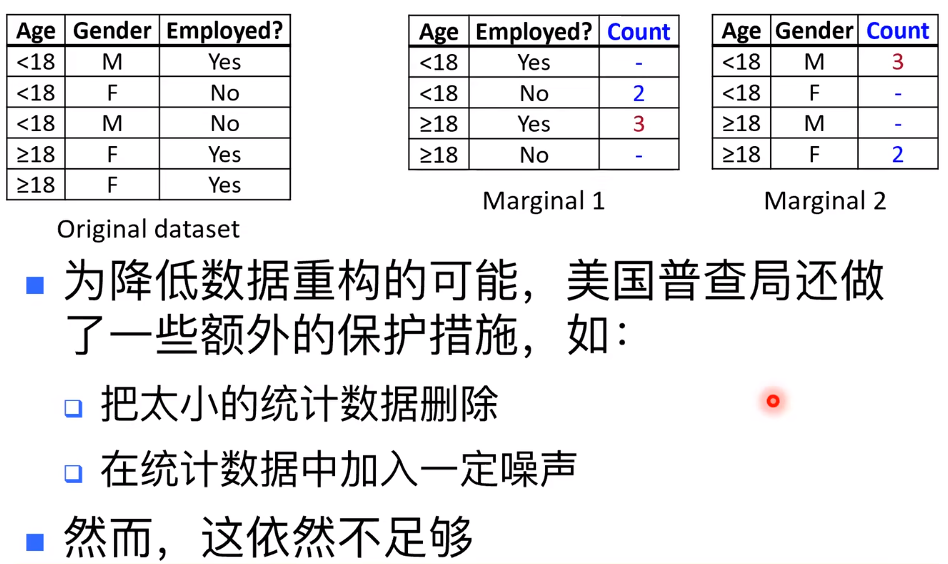 Age Gender Employed?
<18 M Yes
<18 F No
<18 M No
≥18 F Yes
≥18 F Yes
Original dataset
Age Employed? Count
<18 Yes -
<18 No 2
≥18 Yes 3
≥18 No -
Marginal 1
Age Gender Count
<18 M 3
<18 F -
≥18 M -
≥18 F 2
Marginal 2
为降低数据重构的可能，美国普查局还做
了一些额外的保护措施，如：
把太小的统计数据删除
在统计数据中加入一定噪声
然而，这依然不足够